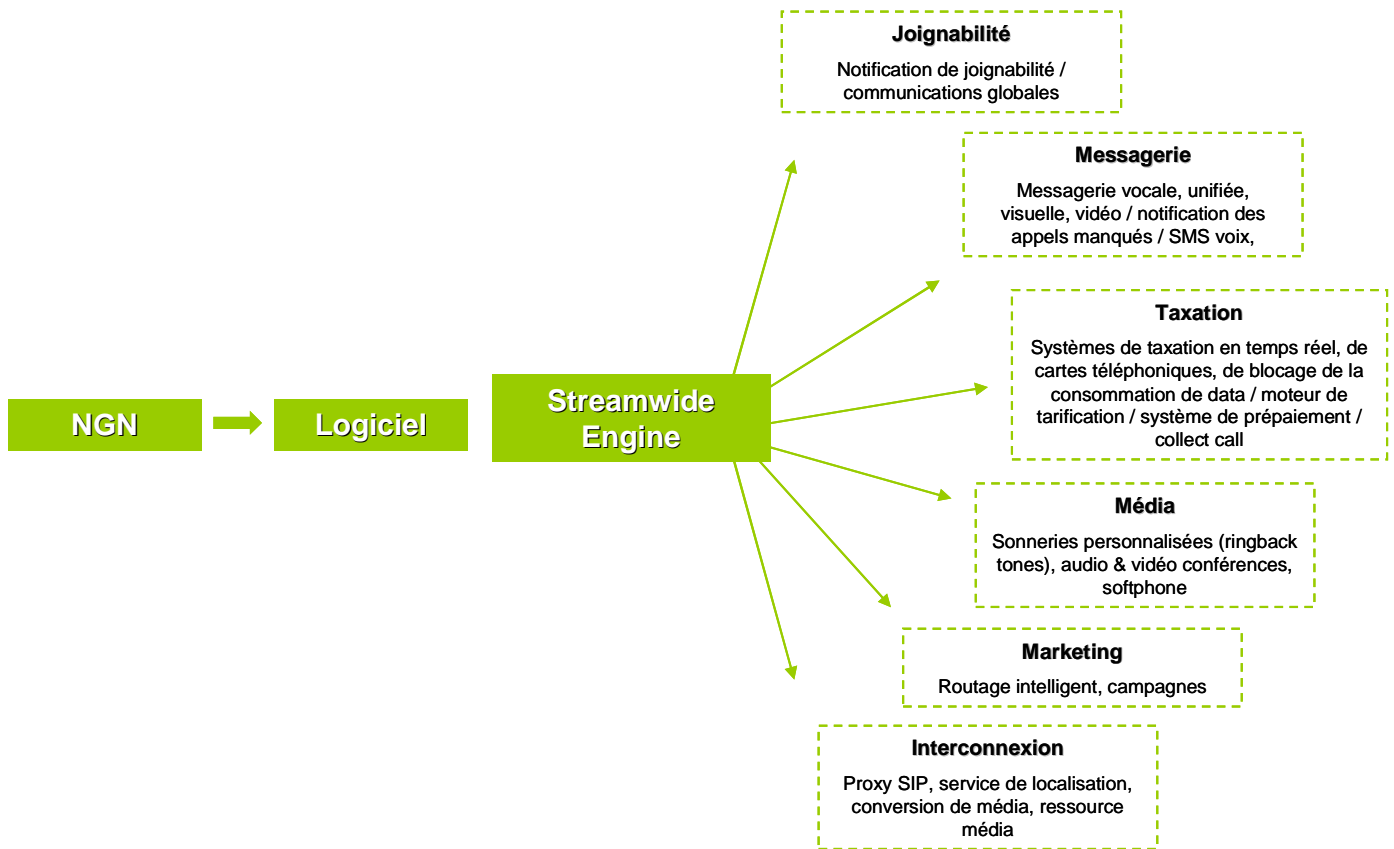 Joignabilité
Notification de joignabilité /
communications globales
Messagerie
Messagerie vocale, unifiée,
visuelle, vidéo / notification des
appels manqués / SMS voix,
Taxation
Systèmes de taxation en temps réel, de
cartes téléphoniques, de blocage de la
consommation de data / moteur de
tarification / système de prépaiement /
collect call
NGN
Logiciel
Streamwide
Engine
Média
Sonneries personnalisées (ringback
tones), audio & vidéo conférences,
softphone
Marketing
Routage intelligent, campagnes
Interconnexion
Proxy SIP, service de localisation,
conversion de média, ressource
média